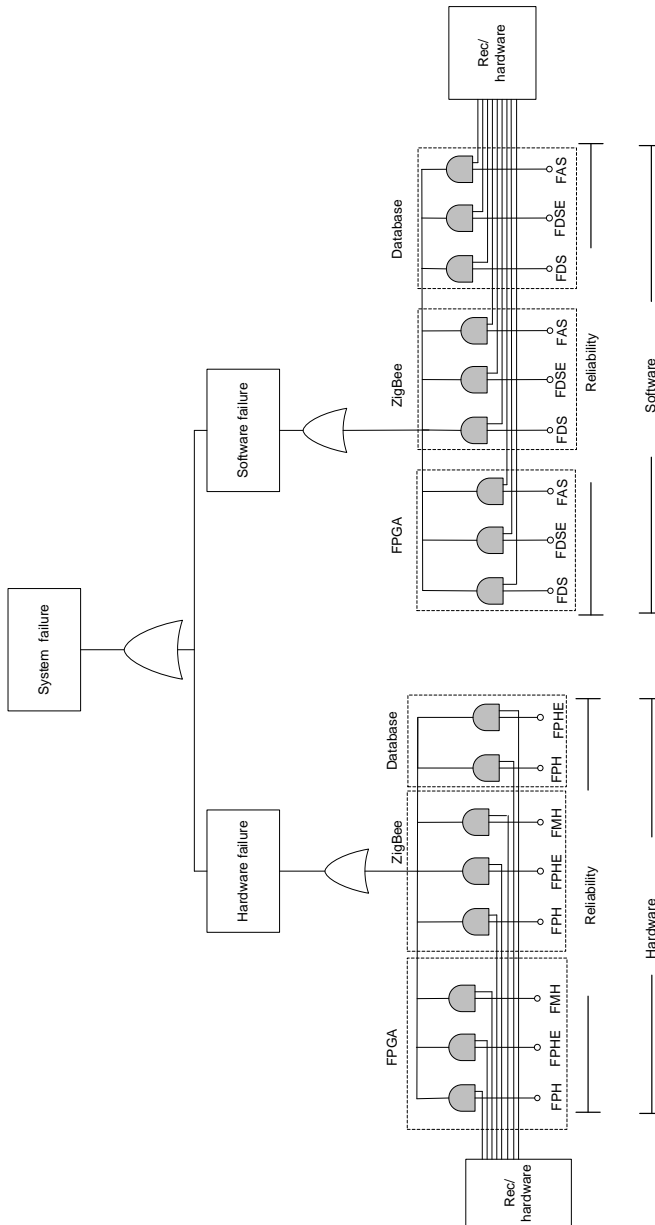 System failure
Hardware failure
Software failure
FPGA
ZigBee
Database
FPGA
ZigBee
Database
Rec/
hardware
FPH
FPHE
FMH
FPH
FPHE
FMH
FPH
FPHE
FDS
FDSE
FAS
FDS
FDSE
FAS
FDS
FDSE
FAS
Rec/
hardware
Reliability
Reliability
Hardware
Software